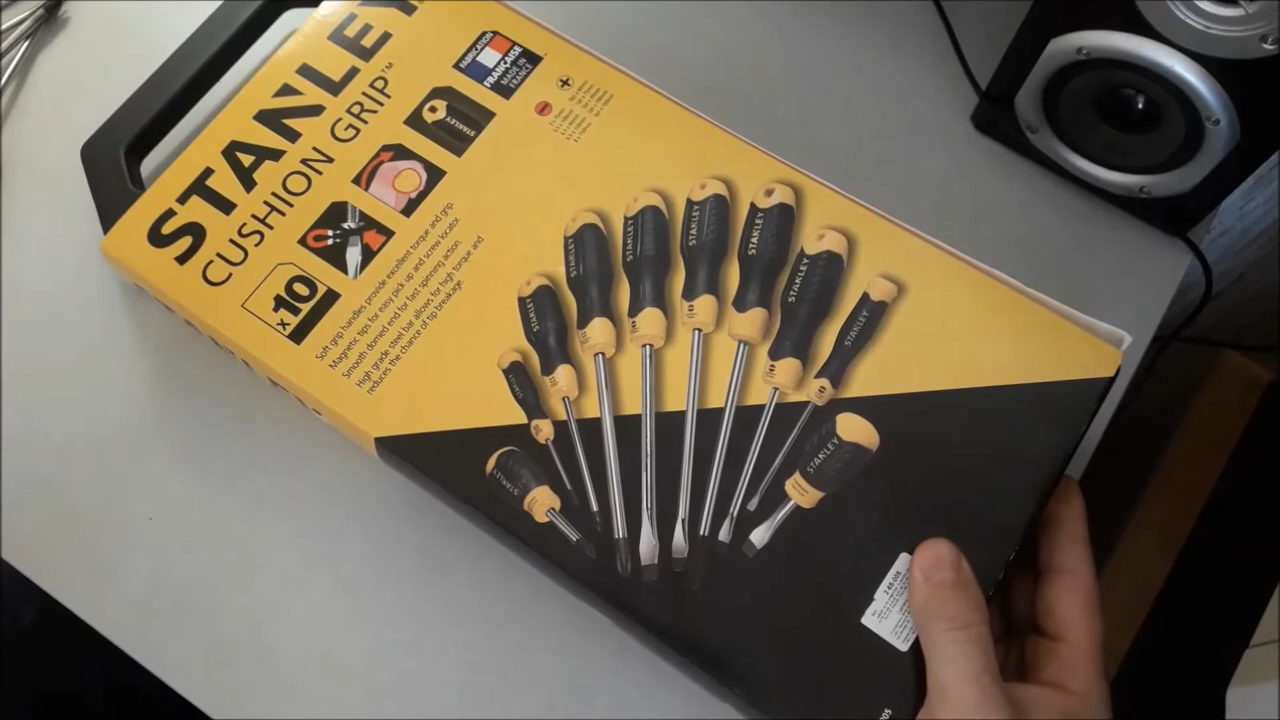 STANLEY
CUSHION GRIP™
x10
Soft grip handles provide excellent torque and grip.
Magnetic tips for easy pick up and screw locator.
Smooth domed end for fast spinning action.
High grade steel bar allows for high torque and
reduces the chance of tip breakage.
STANLEY
FABRICATION
FRANÇAISE
MADE IN
FRANCE
STANLEY
STANLEY
STANLEY
STANLEY
STANLEY
STANLEY
STANLEY
STANLEY
STANLEY
STANLEY